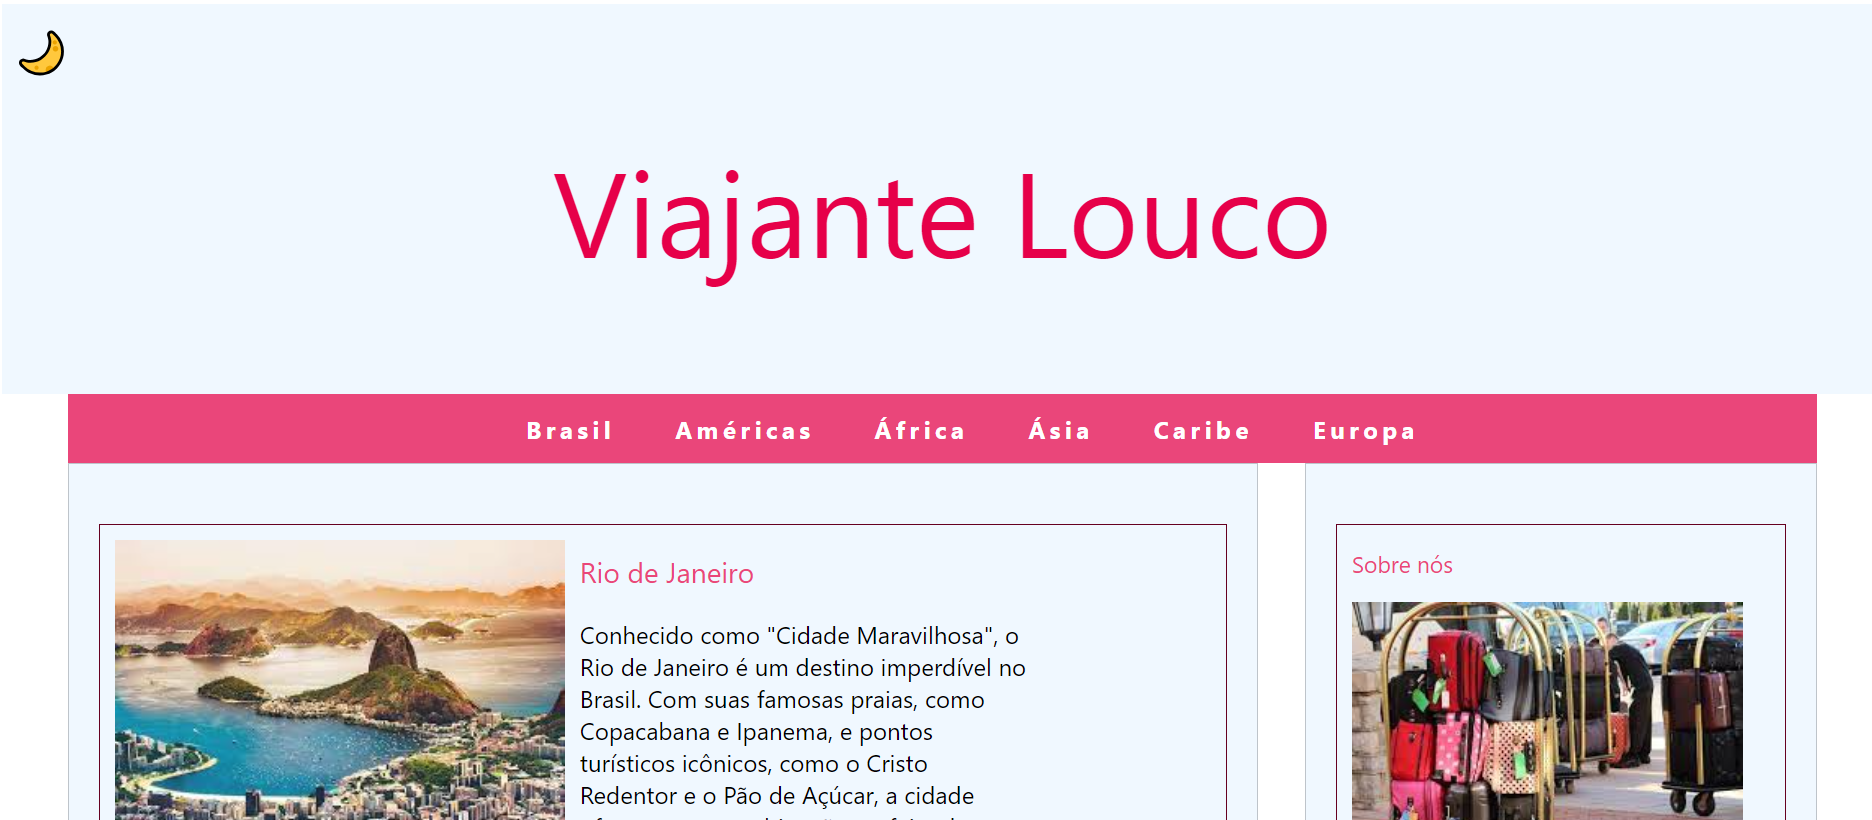 Viajante Louco
Brasil Américas África Ásia Caribe Europa
Rio de Janeiro
Conhecido como "Cidade Maravilhosa", o
Rio de Janeiro é um destino imperdível no
Brasil. Com suas famosas praias, como
Copacabana e Ipanema, e pontos
turísticos icônicos, como o Cristo
Redentor e o Pão de Açúcar, a cidade
Sobre nós